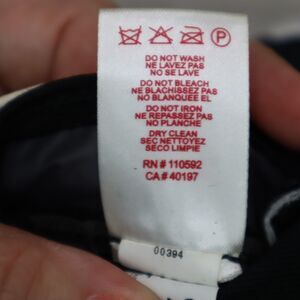 P
DO NOT WASH
NE LAVEZ PAS
NO SE LAVE
DO NOT BLEACH
NE BLACHISSEZ PAS
NO BLANQUEE EL
DO NOT IRON
NE REPASSEZ PAS
NO PLANCHE
DRY CLEAN
SEC NETTOYEZ
SECO LIMPIE
RN # 110592
CA # 40197
00394